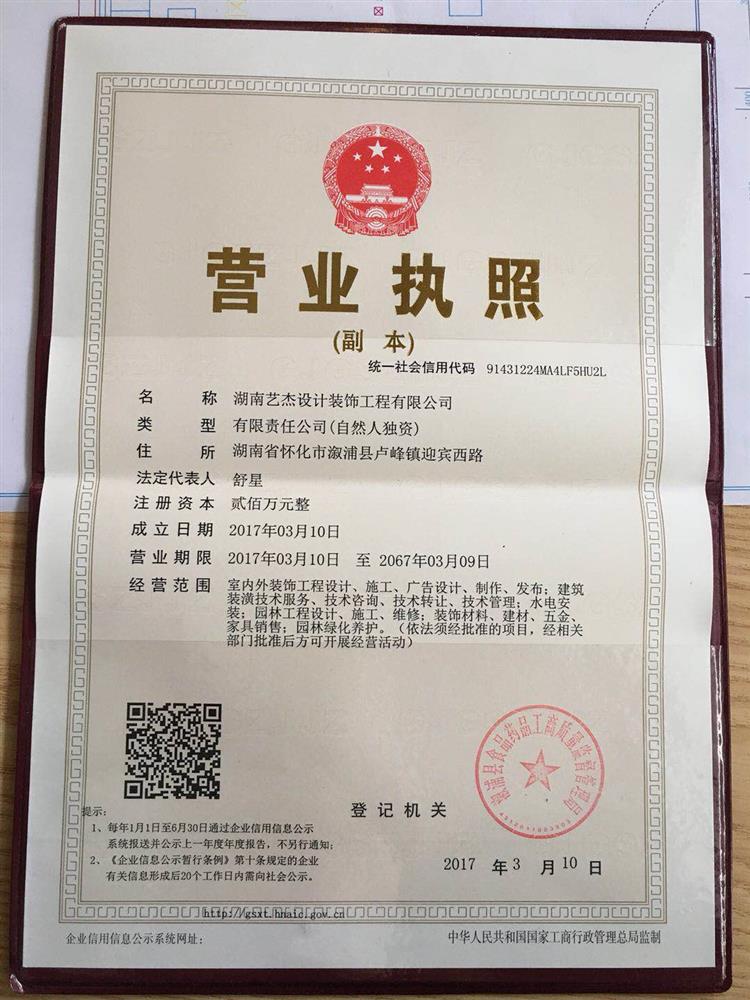 营业执照
(副 本)
统一社会信用代码 91431224MA4LF5HU2L
名 称 湖南艺杰设计装饰工程有限公司
类 型 有限责任公司(自然人独资)
住 所 湖南省怀化市溆浦县卢峰镇迎宾西路
法定代表人 舒星
注册资本 贰佰万元整
成立日期 2017年03月10日
营业期限 2017年03月10日 至 2067年03月09日
经营范围 室内外装饰工程设计、施工、广告设计、制作、发布；建筑
装潢技术服务、技术咨询、技术转让、技术管理；水电安
装；园林工程设计、施工、维修；装饰材料、建材、五金、
家具销售；园林绿化养护。（依法须经批准的项目，经相关
部门批准后方可开展经营活动）
溆浦县食品药品工商质量监督管理局
登记机关
提示：
1、每年1月1日至6月30日通过企业信用信息公示
系统报送并公示上一年度年度报告，不另行通知；
2、《企业信息公示暂行条例》第十条规定的企业
有关信息形成后20个工作日内需向社会公示。
2017 年 3 月 10 日
http://gsxt.hnaic.gov.cn
企业信用信息公示系统网址：
中华人民共和国国家工商行政管理总局监制